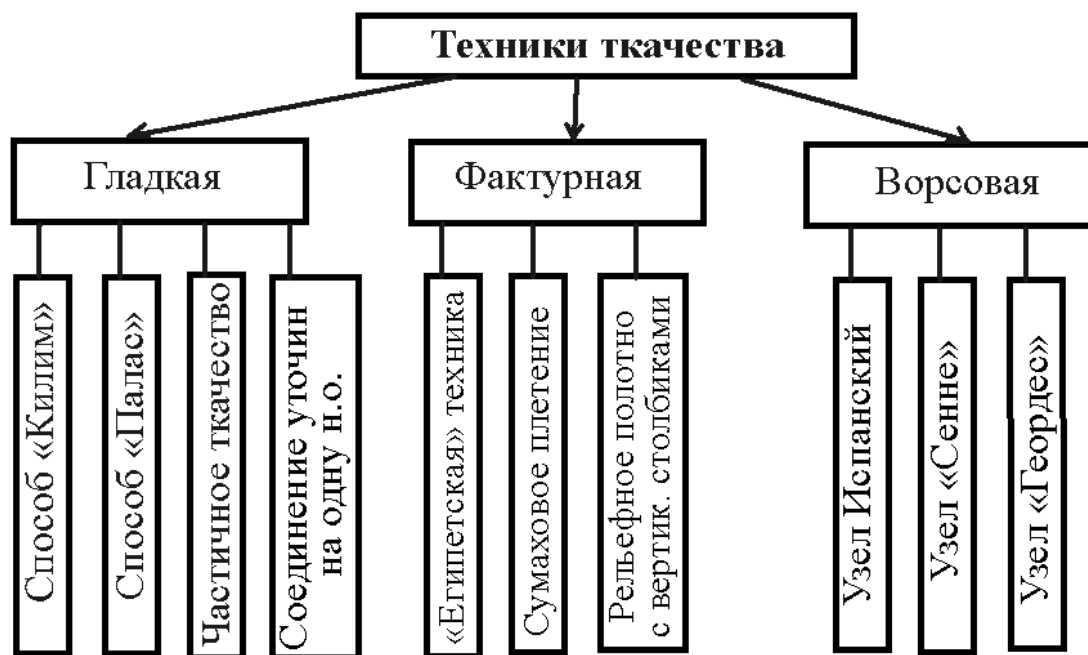 Техники ткачества
Гладкая
Фактурная
Ворсовая
Способ «Килим»
Способ «Палас»
Частичное ткачество
Соединение уточин
на одну н.о.
«Египетская» техника
Сумаховое плетение
Рельефное полотно
с вертик. столбиками
Узел Испанский
Узел «Сенне»
Узел «Геордес»